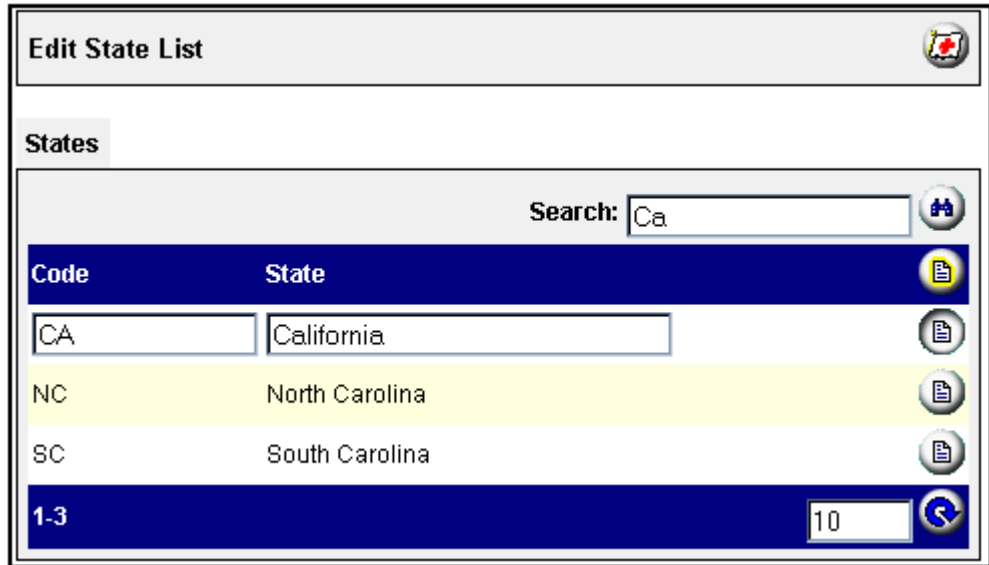 Edit State List
States
Search: Ca
Code State
CA California
NC North Carolina
SC South Carolina
1-3 10